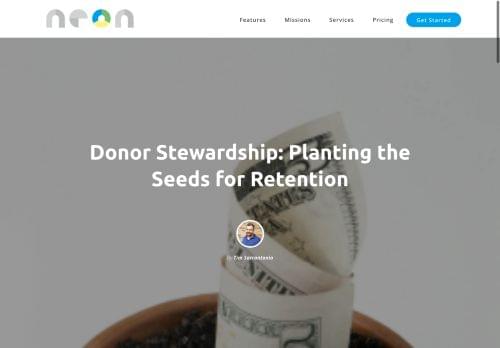 neon
Features
Missions
Services
Pricing
Get Started
Donor Stewardship: Planting the
Seeds for Retention
By Tim Sarrantonio